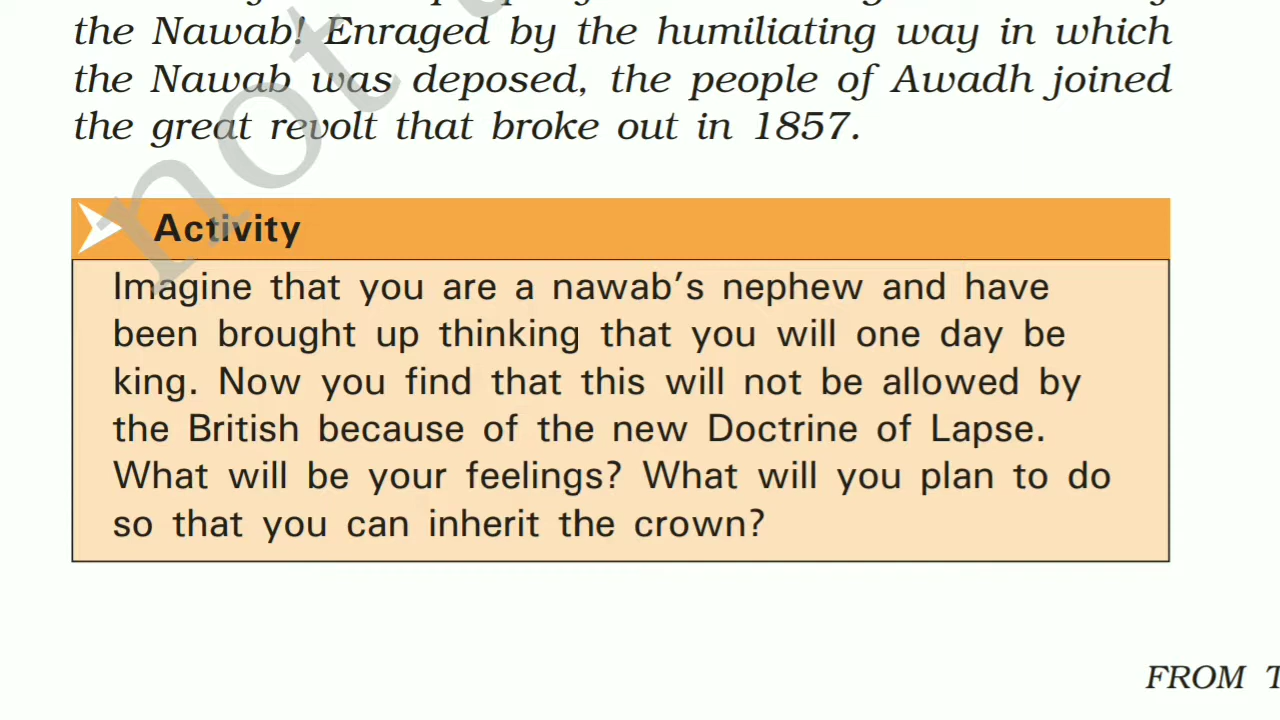 the Nawab! Enraged by the humiliating way in which
the Nawab was deposed, the people of Awadh joined
the great revolt that broke out in 1857.
not
Activity
Imagine that you are a nawab's nephew and have
been brought up thinking that you will one day be
king. Now you find that this will not be allowed by
the British because of the new Doctrine of Lapse.
What will be your feelings? What will you plan to do
so that you can inherit the crown?
FROM T